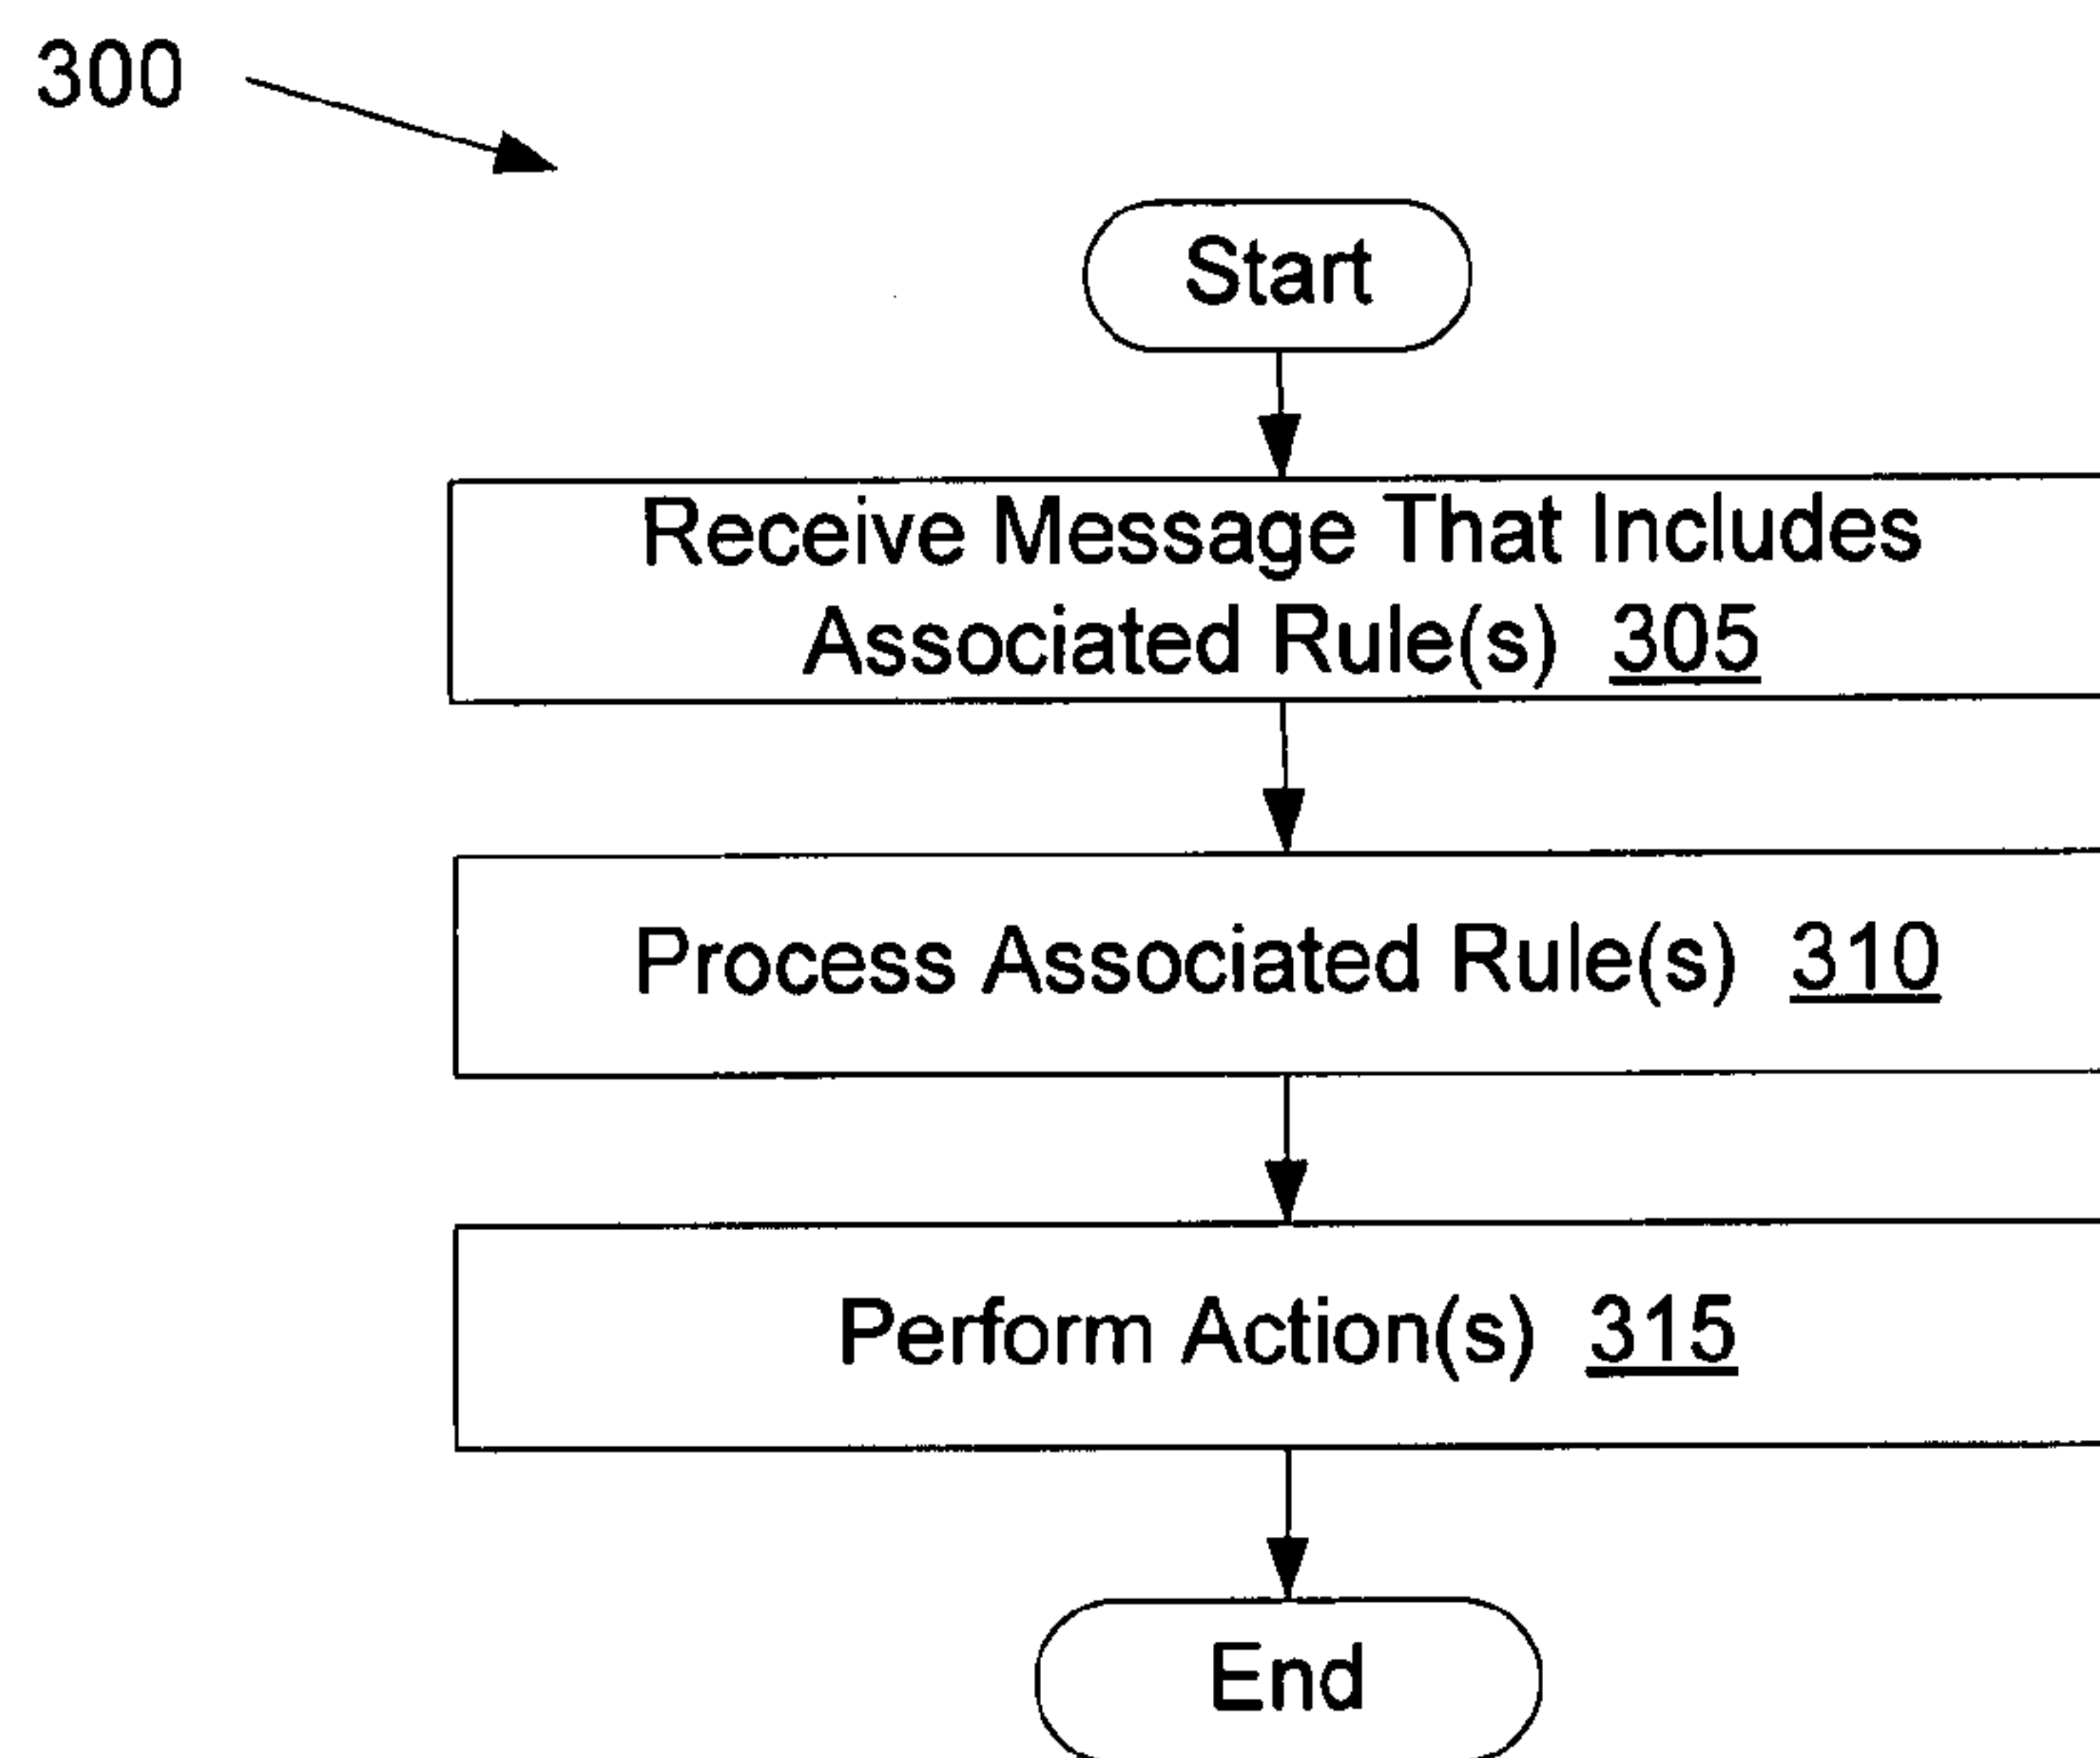 300
Start
Receive Message That Includes
Associated Rule(s) 305
Process Associated Rule(s) 310
Perform Action(s) 315
End